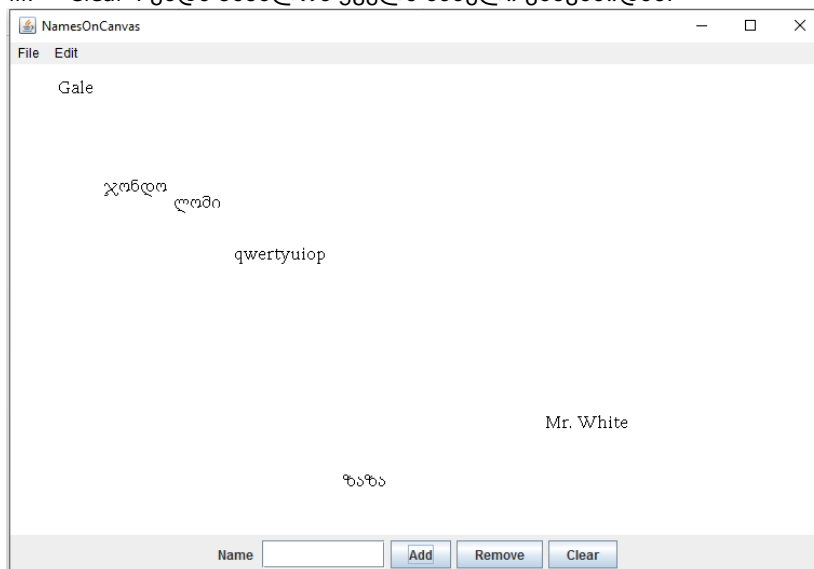 NamesOnCanvas
File Edit
Gale
ჯონდო
ლომი
qwertyuiop
Mr. White
ზაზა
Name Add Remove Clear